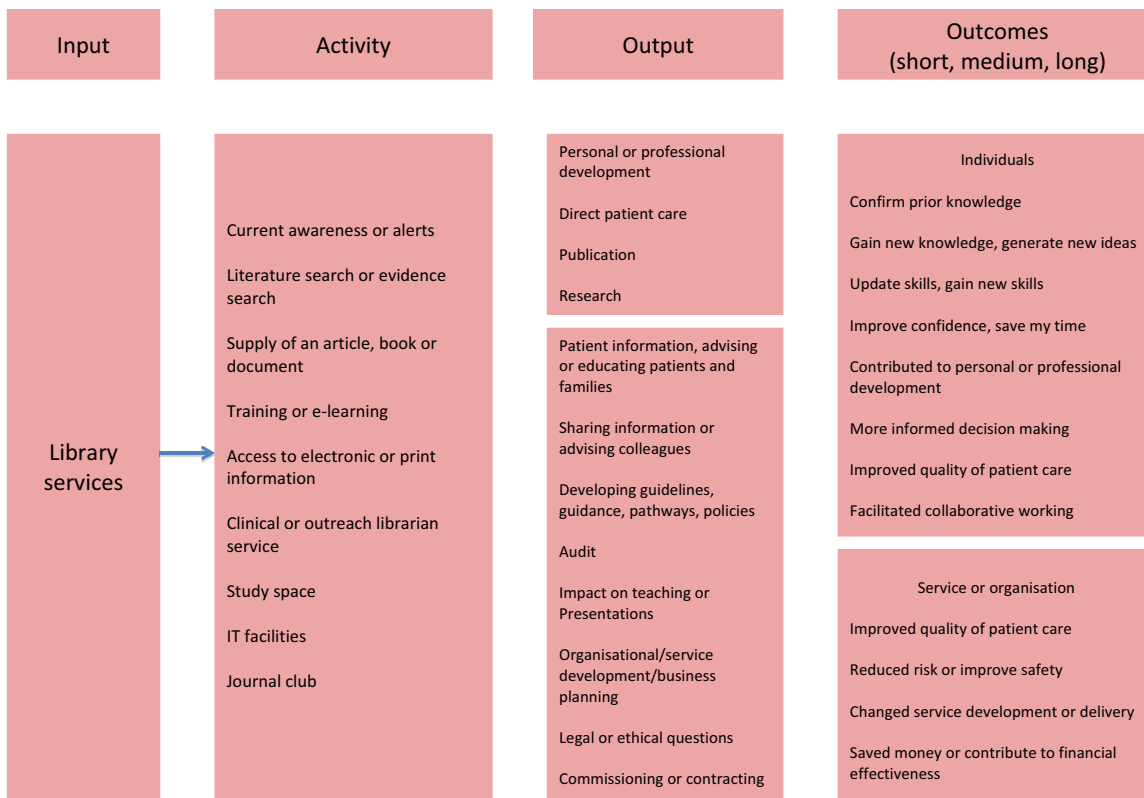 Input
Activity
Output
Outcomes
(short, medium, long)
Library
services
Current awareness or alerts
Literature search or evidence
search
Supply of an article, book or
document
Training or e-learning
Access to electronic or print
information
Clinical or outreach librarian
service
Study space
IT facilities
Journal club
Personal or professional
development
Direct patient care
Publication
Research
Patient information, advising
or educating patients and
families
Sharing information or
advising colleagues
Developing guidelines,
guidance, pathways, policies
Audit
Impact on teaching or
Presentations
Organisational/service
development/business
planning
Legal or ethical questions
Commissioning or contracting
Individuals
Confirm prior knowledge
Gain new knowledge, generate new ideas
Update skills, gain new skills
Improve confidence, save my time
Contributed to personal or professional
development
More informed decision making
Improved quality of patient care
Facilitated collaborative working
Service or organisation
Improved quality of patient care
Reduced risk or improve safety
Changed service development or delivery
Saved money or contribute to financial
effectiveness